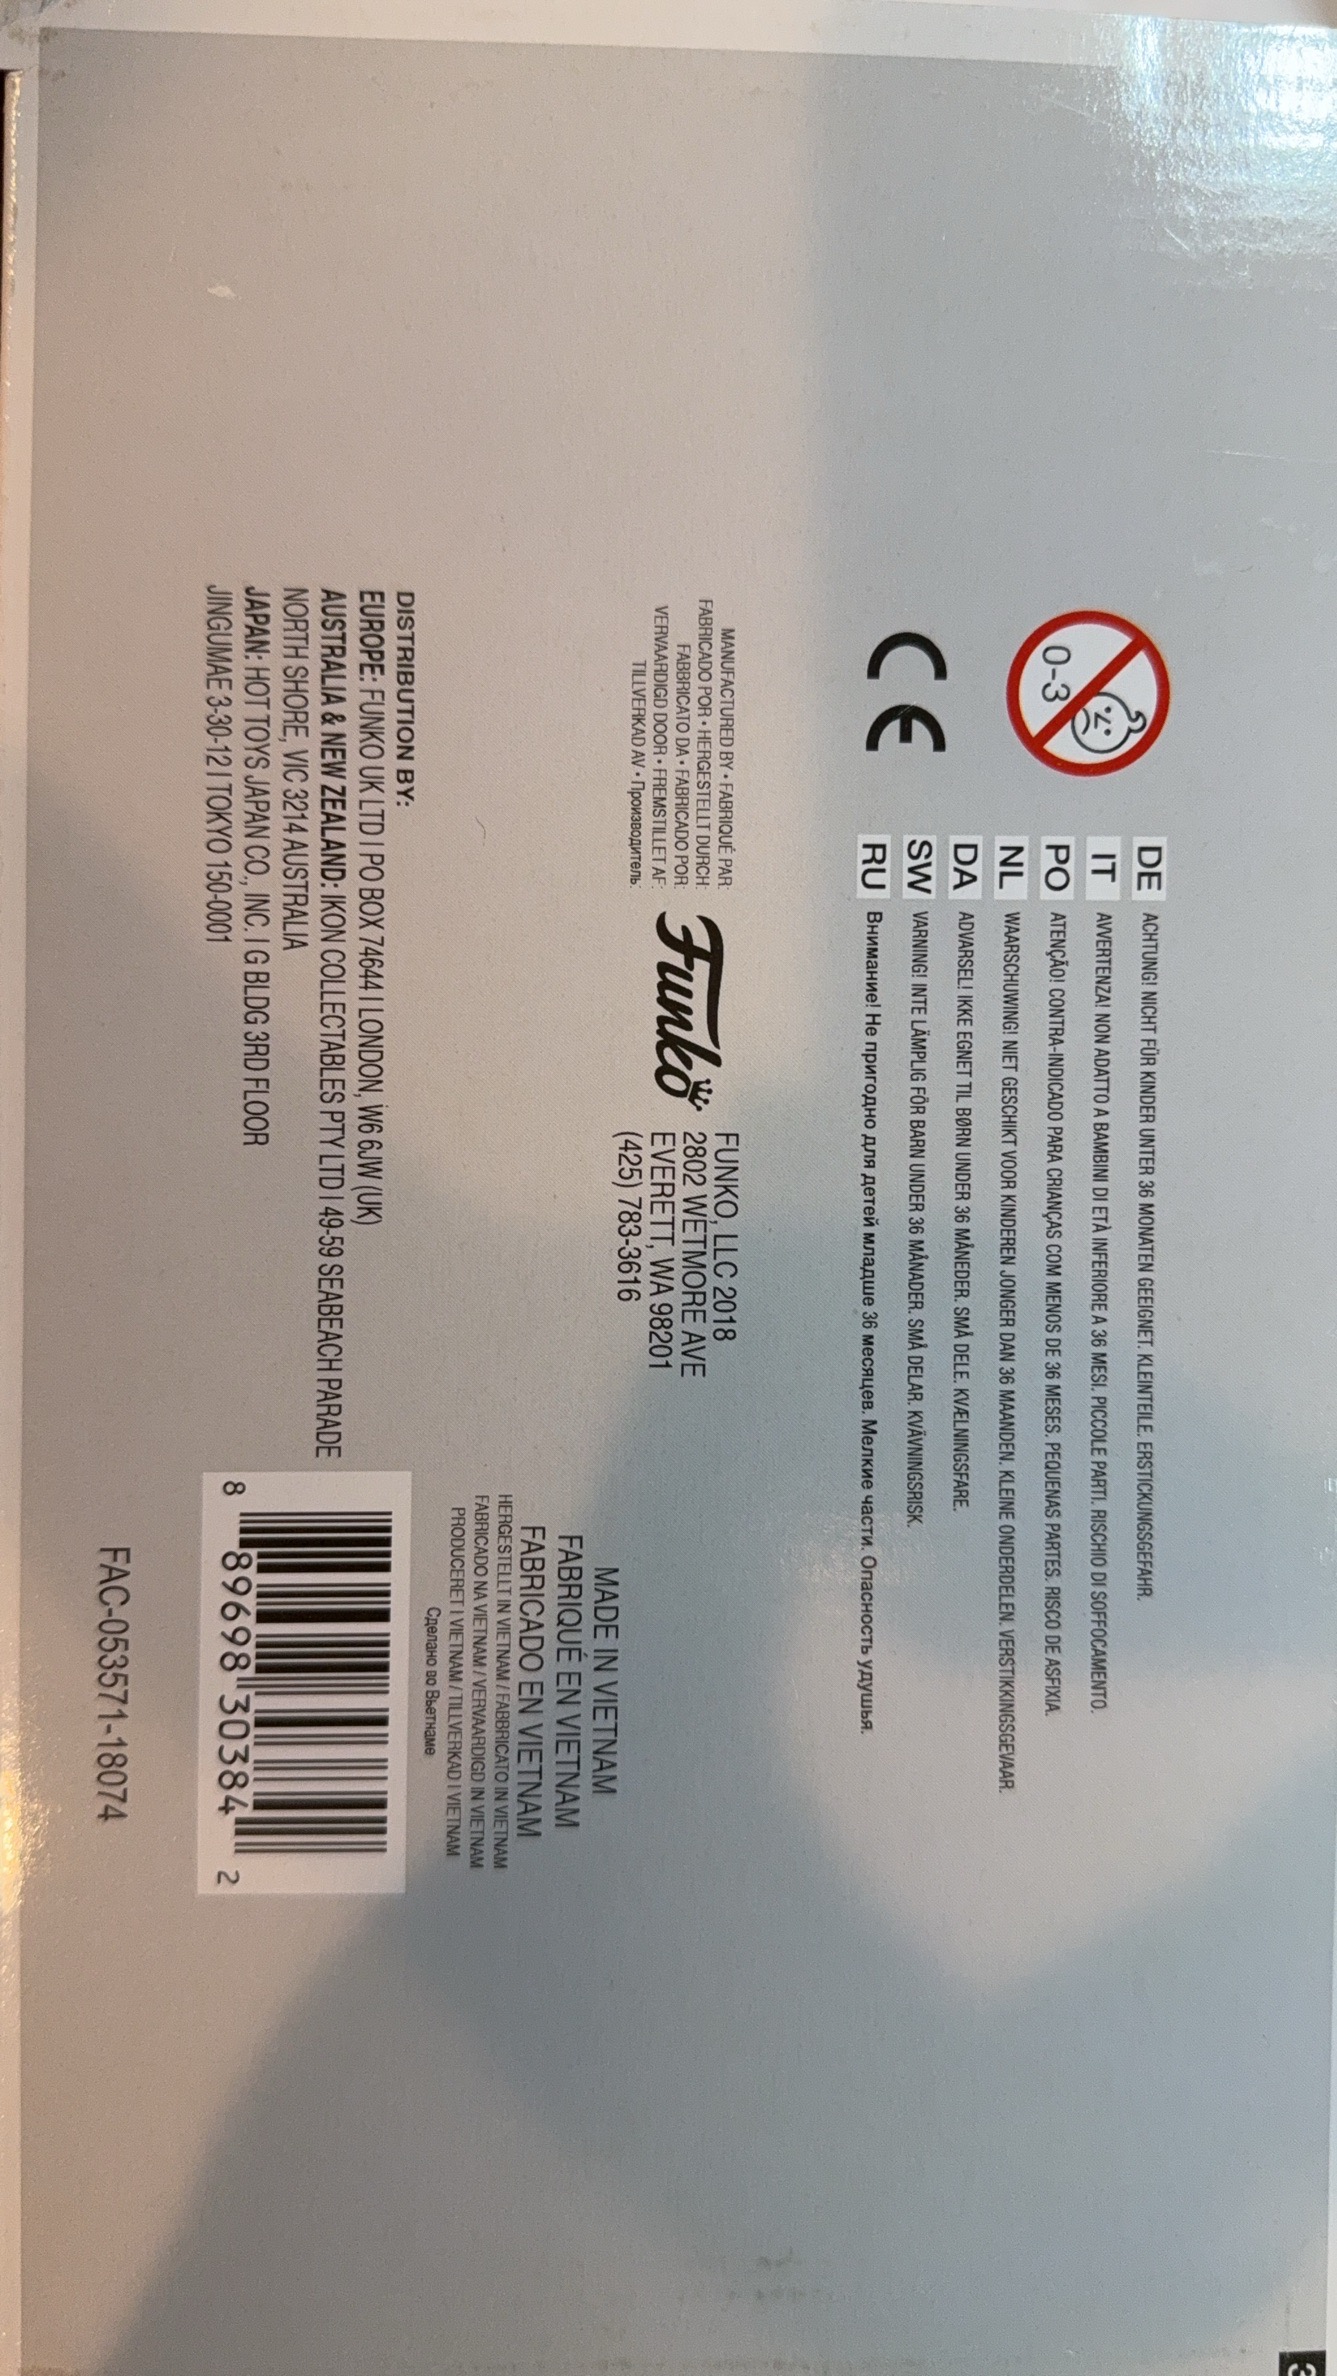 0-3
DE ACHTUNG! NICHT FÜR KINDER UNTER 36 MONATEN GEEIGNET. KLEINTEILE. ERSTICKUNGSGEFAHR.
IT AVVERTENZA! NON ADATTO A BAMBINI DI ETÀ INFERIORE A 36 MESI. PICCOLE PARTI. RISCHIO DI SOFFOCAMENTO.
PO ATENÇÃO! CONTRA-INDICADO PARA CRIANÇAS COM MENOS DE 36 MESES. PEQUENAS PARTES. RISCO DE ASFIXIA.
NL WAARSCHUWING! NIET GESCHIKT VOOR KINDEREN JONGER DAN 36 MAANDEN. KLEINE ONDERDELEN. VERSTIKKINGSGEVAAR.
DA ADVARSEL! IKKE EGNET TIL BØRN UNDER 36 MÅNEDER. SMÅ DELE. KVÆLNINGSFARE.
SW VARNING! INTE LÄMPLIG FÖR BARN UNDER 36 MÅNADER. SMÅ DELAR. KVÄVNINGSRISK.
RU Внимание! Не пригодно для детей младше 36 месяцев. Мелкие части. Опасность удушья.
CE
MANUFACTURED BY • FABRIQUÉ PAR:
FABRICADO POR • HERGESTELLT DURCH:
FABBRICATO DA • FABRICADO POR:
VERVAARDIGD DOOR • FREMSTILLET AF:
TILLVERKAD AV • Производитель:
Funko
FUNKO, LLC 2018
2802 WETMORE AVE
EVERETT, WA 98201
(425) 783-3616
MADE IN VIETNAM
FABRIQUÉ EN VIETNAM
FABRICADO EN VIETNAM
HERGESTELLT IN VIETNAM / FABBRICATO IN VIETNAM
FABRICADO NA VIETNAM / VERVAARDIGD IN VIETNAM
PRODUCERET I VIETNAM / TILLVERKAD I VIETNAM
Сделано во Вьетнаме
DISTRIBUTION BY:
EUROPE: FUNKO UK LTD | PO BOX 74644 | LONDON, W6 6JW (UK)
AUSTRALIA & NEW ZEALAND: IKON COLLECTABLES PTY LTD | 49-59 SEABEACH PARADE
NORTH SHORE, VIC 3214 AUSTRALIA
JAPAN: HOT TOYS JAPAN CO., INC. | G BLDG 3RD FLOOR
JINGUMAE 3-30-12 | TOKYO 150-0001
8 89698 30384 2
FAC-053571-18074